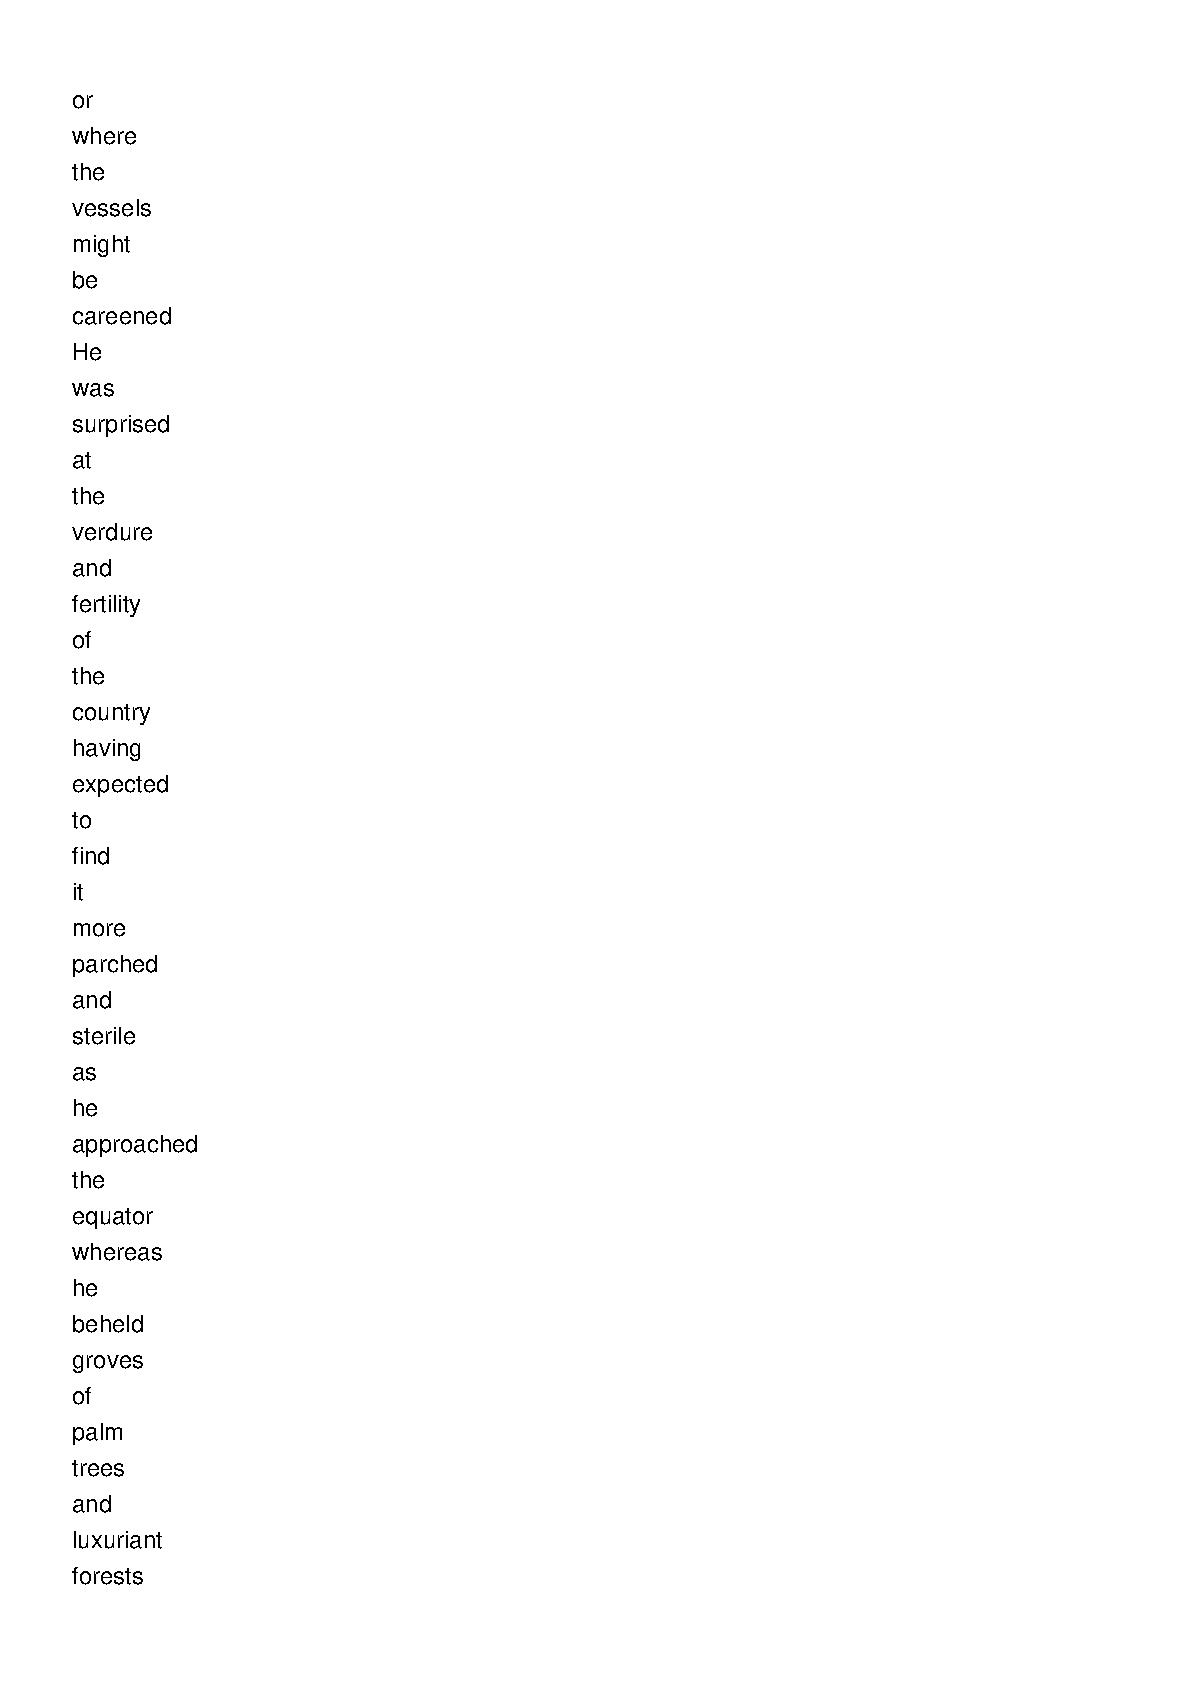 or
where
the
vessels
might
be
careened
He
was
surprised
at
the
verdure
and
fertility
of
the
country
having
expected
to
find
it
more
parched
and
sterile
as
he
approached
the
equator
whereas
he
beheld
groves
of
palm
trees
and
luxuriant
forests